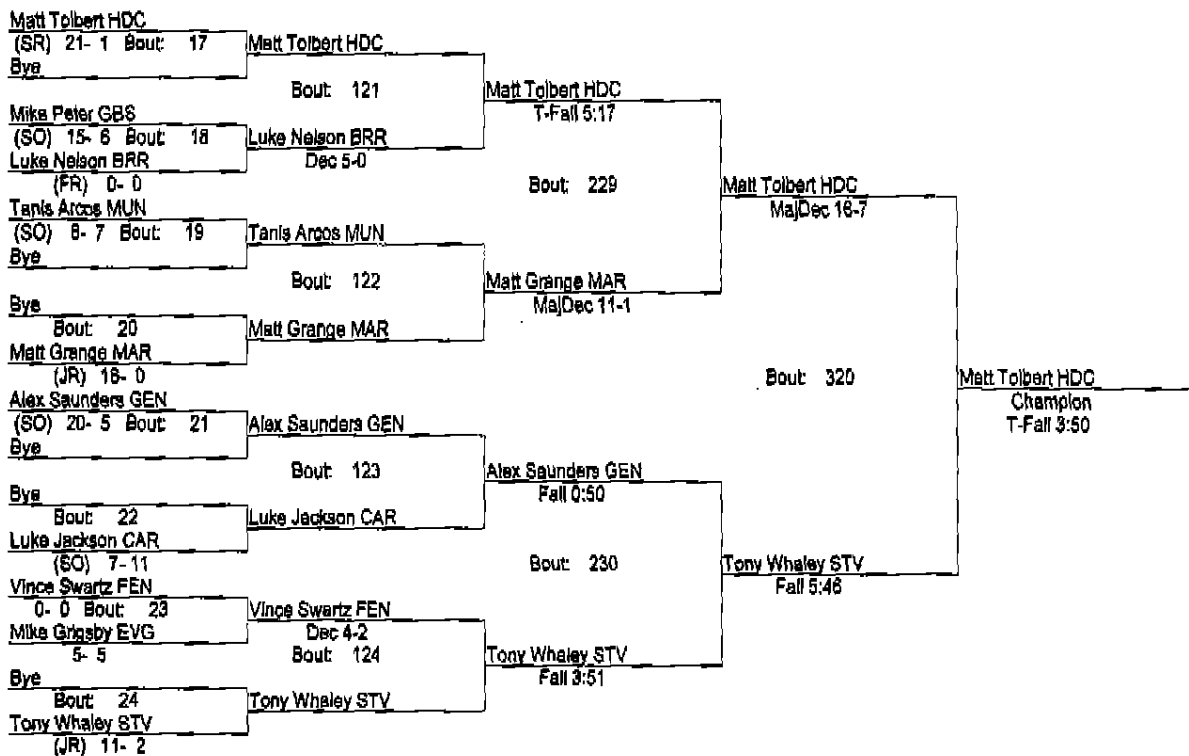 Matt Tolbert HDC
(SR) 21- 1 Bout: 17
Bye
Mike Peter GBS
(SO) 15- 6 Bout: 18
Luke Nelson BRR
(FR) 0- 0
Tanis Arcos MUN
(SO) 8- 7 Bout: 19
Bye
Bye
Bout: 20
Matt Grange MAR
(JR) 18- 0
Alex Saunders GEN
(SO) 20- 5 Bout: 21
Bye
Bye
Bout: 22
Luke Jackson CAR
(SO) 7- 11
Vince Swartz FEN
0- 0 Bout: 23
Mike Grigsby EVG
5- 5
Bye
Bout: 24
Tony Whaley STV
(JR) 11- 2
Matt Tolbert HDC
Bout: 121
Luke Nelson BRR
Dec 5-0
Tanis Arcos MUN
Bout: 122
Matt Grange MAR
Alex Saunders GEN
Bout: 123
Luke Jackson CAR
Vince Swartz FEN
Dec 4-2
Bout: 124
Tony Whaley STV
Matt Tolbert HDC
T-Fall 5:17
Bout: 229
Matt Grange MAR
MajDec 11-1
Alex Saunders GEN
Fall 0:50
Bout: 230
Tony Whaley STV
Fall 3:51
Matt Tolbert HDC
MajDec 16-7
Bout: 320
Tony Whaley STV
Fall 5:46
Matt Tolbert HDC
Champion
T-Fall 3:50